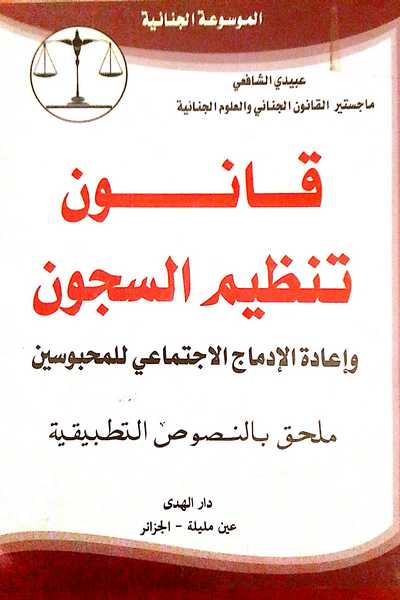 الموسوعة الجنائية
عبيدي الشافعي
ماجستير القانون الجنائي والعلوم الجنائية
قانون
تنظيم السجون
وإعادة الإدماج الاجتماعي للمحبوسين
ملحق بالنصوص التطبيقية
دار الهدى
عين مليلة - الجزائر